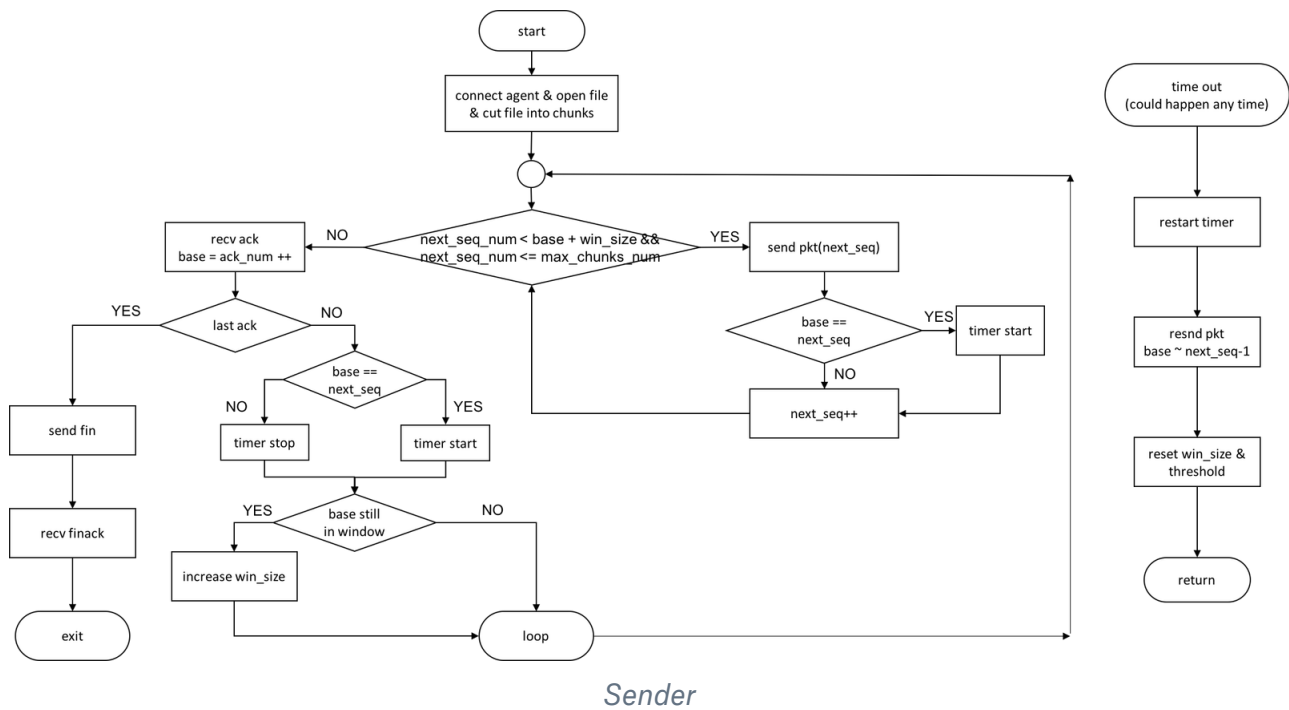 start
connect agent & open file
& cut file into chunks
next_seq_num < base + win_size &&
next_seq_num <= max_chunks_num
NO
YES
recv ack
base = ack_num ++
last ack
YES
NO
send fin
recv finack
exit
base ==
next_seq
NO
YES
timer stop
timer start
base still
in window
YES
NO
increase win_size
loop
send pkt(next_seq)
base ==
next_seq
YES
timer start
NO
next_seq++
time out
(could happen any time)
restart timer
resnd pkt
base ~ next_seq-1
reset win_size &
threshold
return
Sender